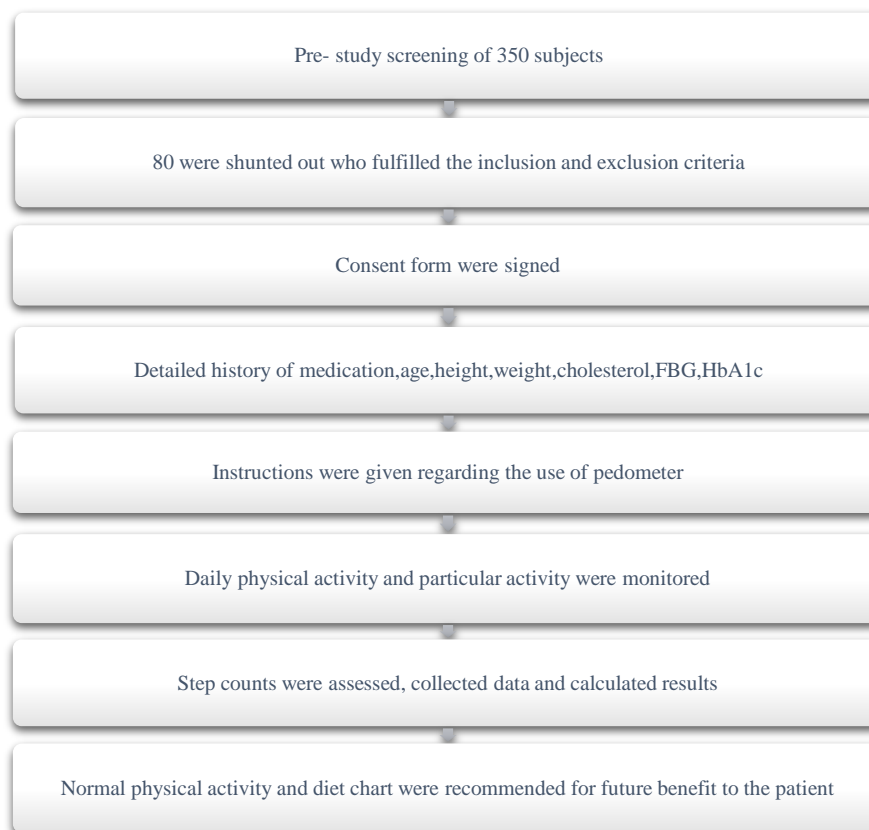 Pre- study screening of 350 subjects
80 were shunted out who fulfilled the inclusion and exclusion criteria
Consent form were signed
Detailed history of medication,age,height,weight,cholesterol,FBG,HbA1c
Instructions were given regarding the use of pedometer
Daily physical activity and particular activity were monitored
Step counts were assessed, collected data and calculated results
Normal physical activity and diet chart were recommended for future benefit to the patient